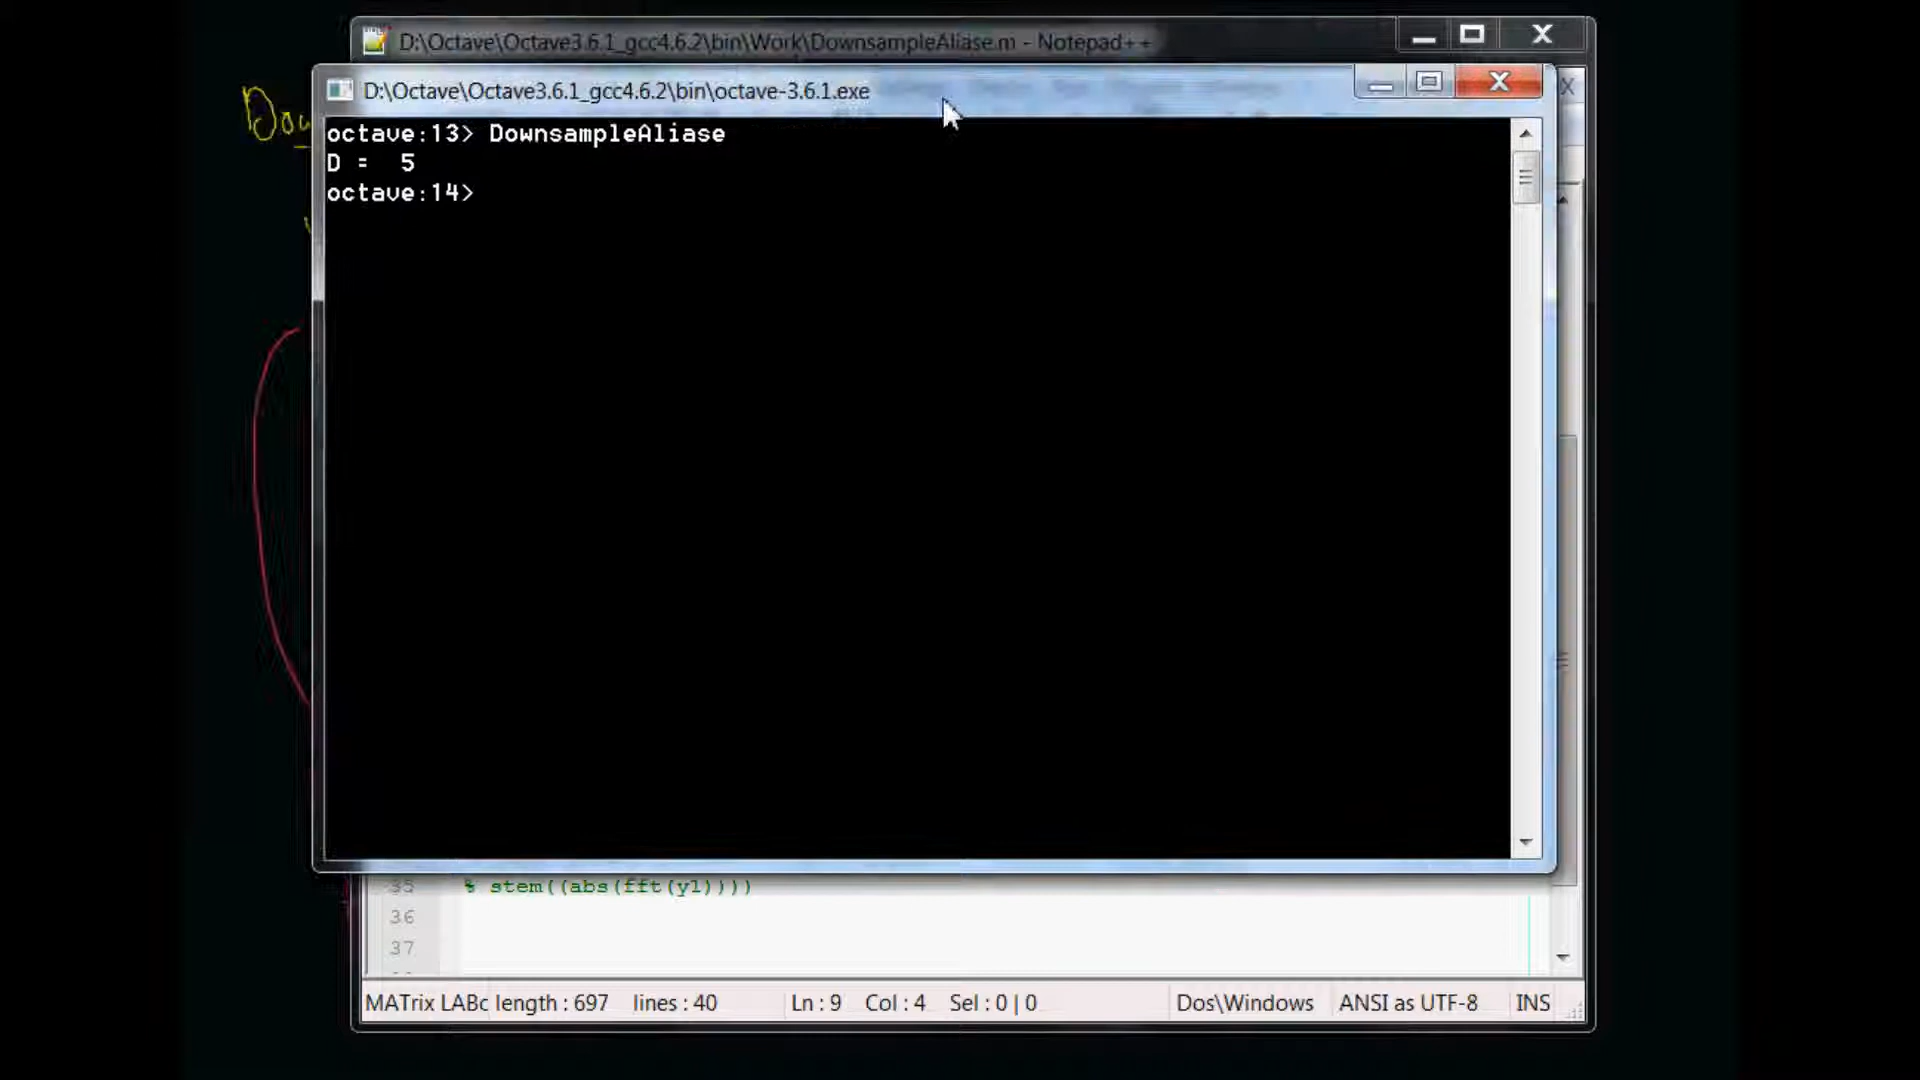 D:\Octave\Octave3.6.1_gcc4.6.2\bin\Work\DownsampleAliase.m - Notepad++
D:\Octave\Octave3.6.1_gcc4.6.2\bin\octave-3.6.1.exe
Dow
octave:13> DownsampleAliase
D =  5
octave:14>
35 % stem((abs(fft(y1))))
36
37
MATrix LABc length : 697 lines : 40 Ln : 9 Col : 4 Sel : 0 | 0 Dos\Windows ANSI as UTF-8 INS